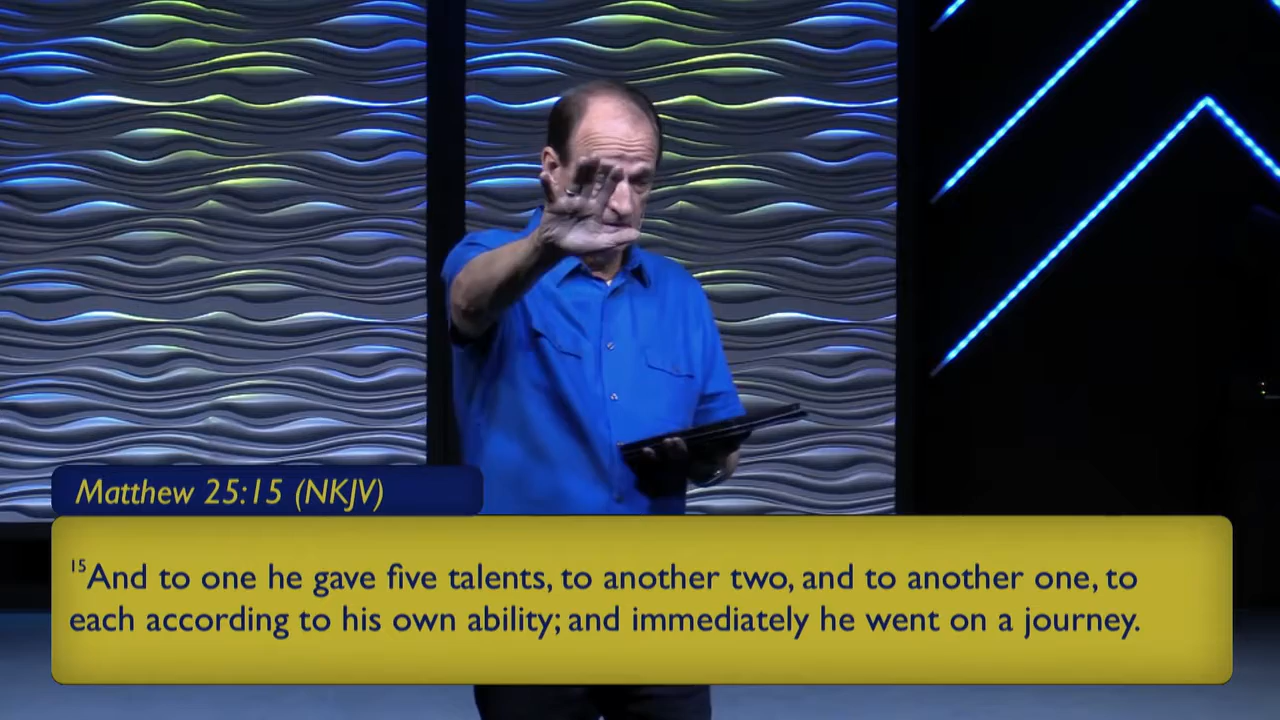 Matthew 25:15 (NKJV)
15And to one he gave five talents, to another two, and to another one, to
each according to his own ability; and immediately he went on a journey.